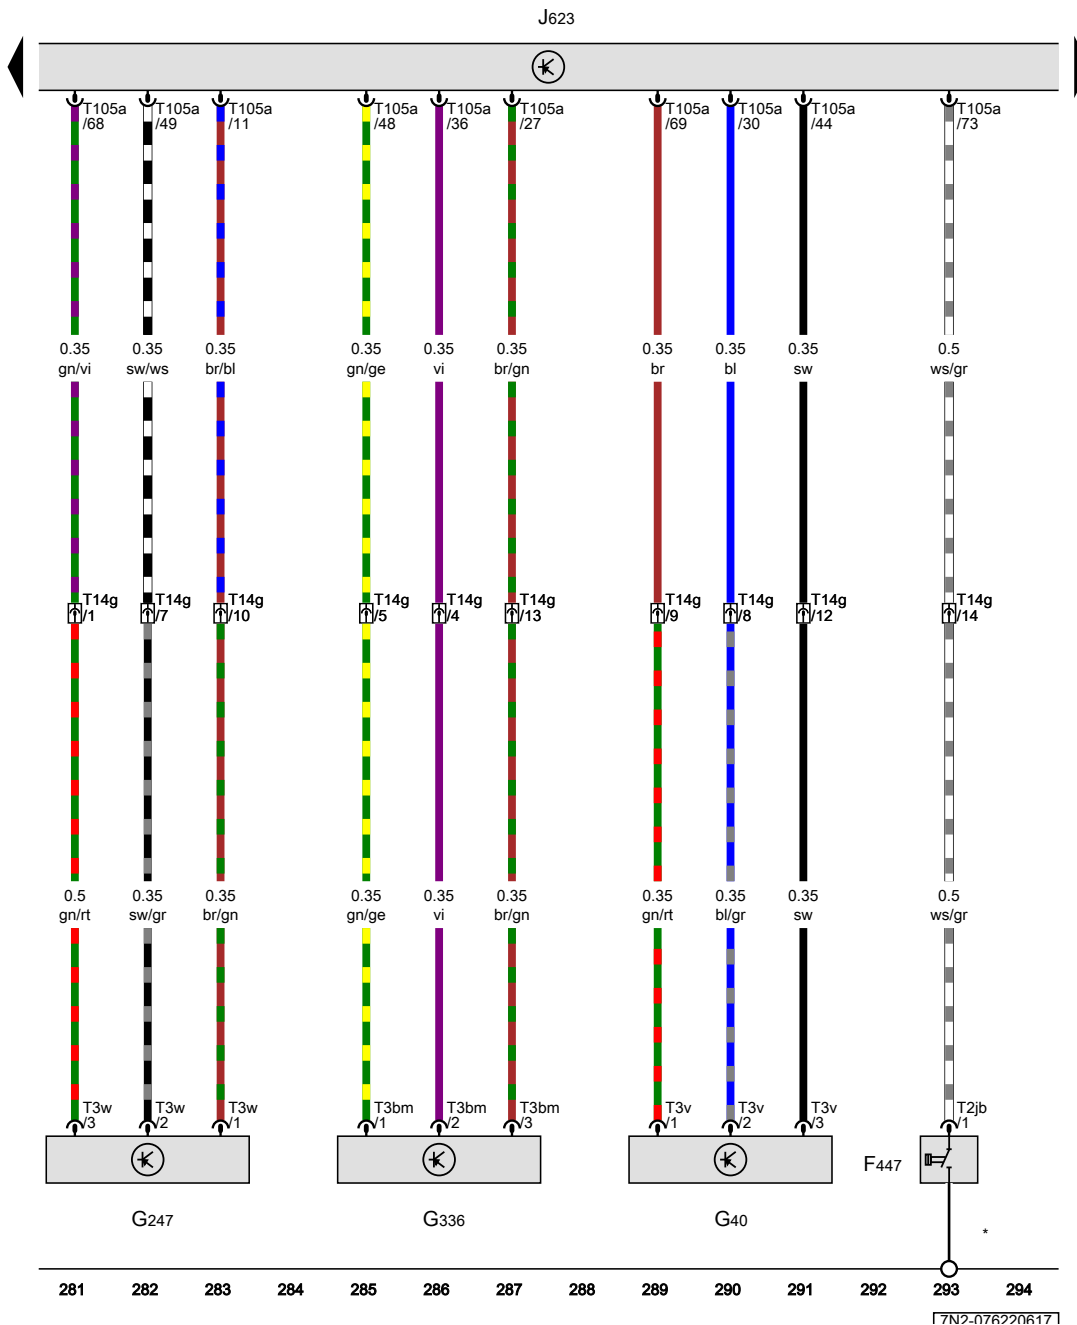 J623
T105a T105a T105a T105a T105a T105a T105a T105a T105a T105a
/68 /49 /11 /48 /36 /27 /69 /30 /44 /73
0.35 0.35 0.35 0.35 0.35 0.35 0.35 0.35 0.35 0.5
gn/vi sw/ws br/bl gn/ge vi br/gn br bl sw ws/gr
T14g T14g T14g T14g T14g T14g T14g T14g T14g T14g
/1 /7 /10 /5 /4 /13 /9 /8 /12 /14
0.5 0.35 0.35 0.35 0.35 0.35 0.35 0.35 0.35 0.5
gn/rt sw/gr br/gn gn/ge vi br/gn gn/rt bl/gr sw ws/gr
T3w T3w T3w T3bm T3bm T3bm T3v T3v T3v T2jb
/3 /2 /1 /1 /2 /3 /1 /2 /3 /1
F447
G247 G336 G40
*
281 282 283 284 285 286 287 288 289 290 291 292 293 294
7N2-076220617